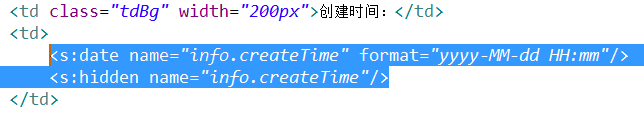 <td class="tdBg" width="200px">创建时间：</td>
<td>
<s:date name="info.createTime" format="yyyy-MM-dd HH:mm"/>
<s:hidden name="info.createTime"/>
</td>